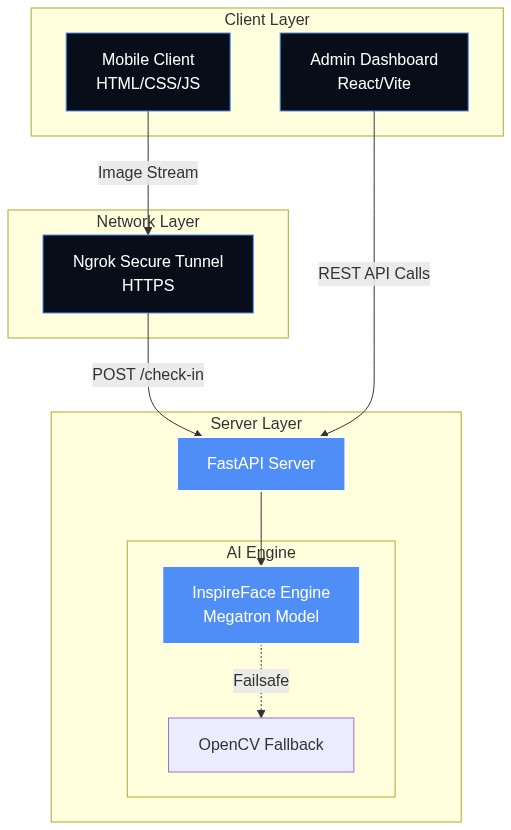 Client Layer
Mobile Client
HTML/CSS/JS
Admin Dashboard
React/Vite
Image Stream
Network Layer
Ngrok Secure Tunnel
HTTPS
REST API Calls
POST /check-in
Server Layer
FastAPI Server
AI Engine
InspireFace Engine
Megatron Model
Failsafe
OpenCV Fallback